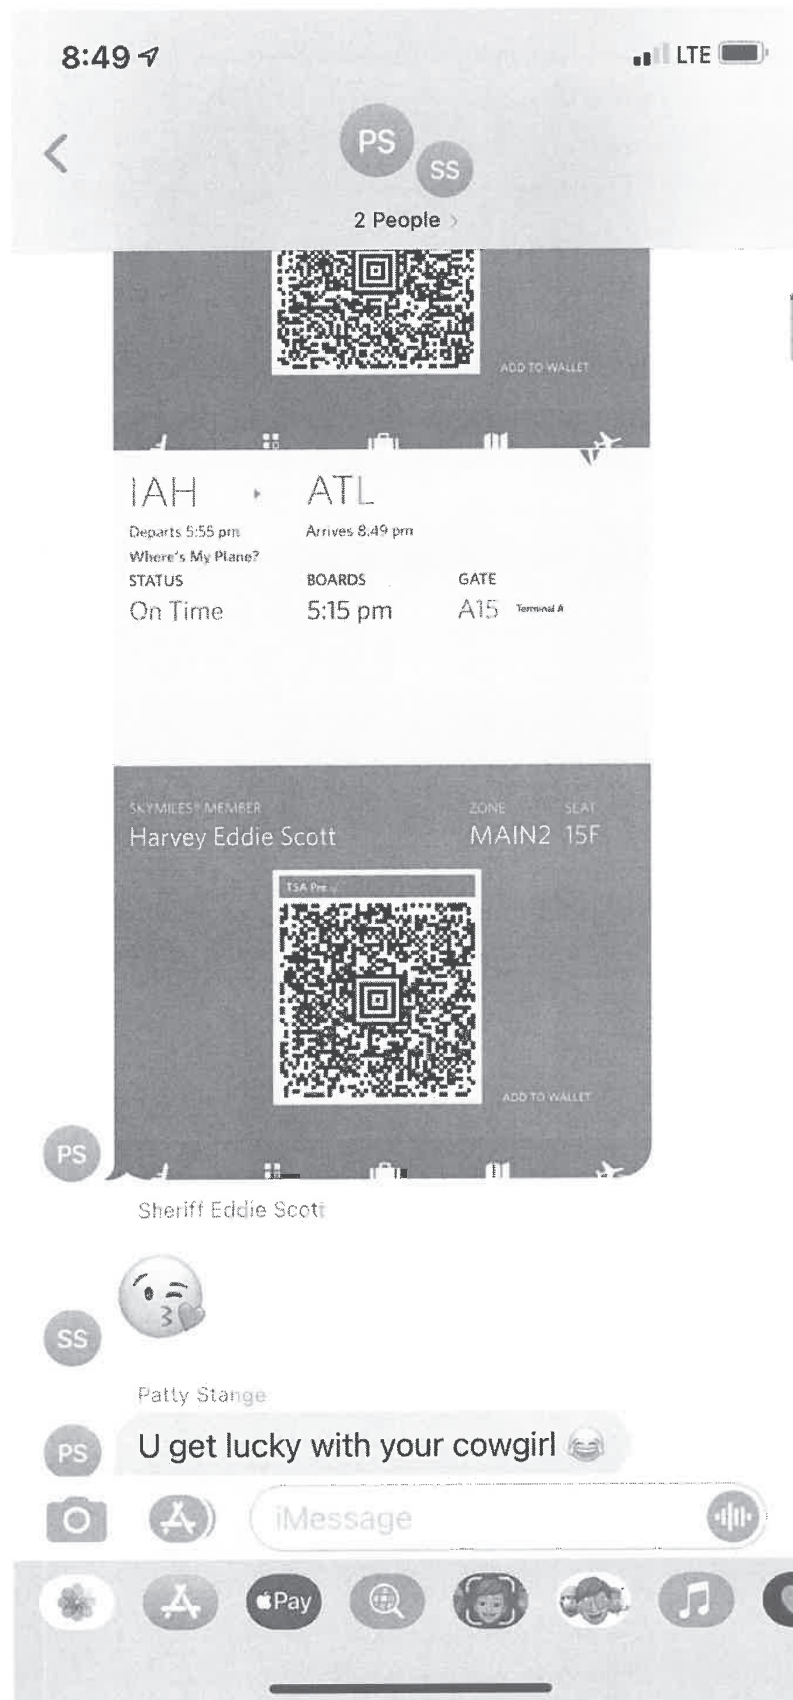 8:49
LTE
PS
SS
2 People
ADD TO WALLET
IAH ATL
Departs 5:55 pm Arrives 8:49 pm
Where's My Plane?
STATUS BOARDS GATE
On Time 5:15 pm A15 Terminal A
SKYMILES® MEMBER ZONE SEAT
Harvey Eddie Scott MAIN2 15F
TSA Pre
ADD TO WALLET
PS
Sheriff Eddie Scott
SS
Patty Stange
PS
U get lucky with your cowgirl 😂
iMessage
Pay